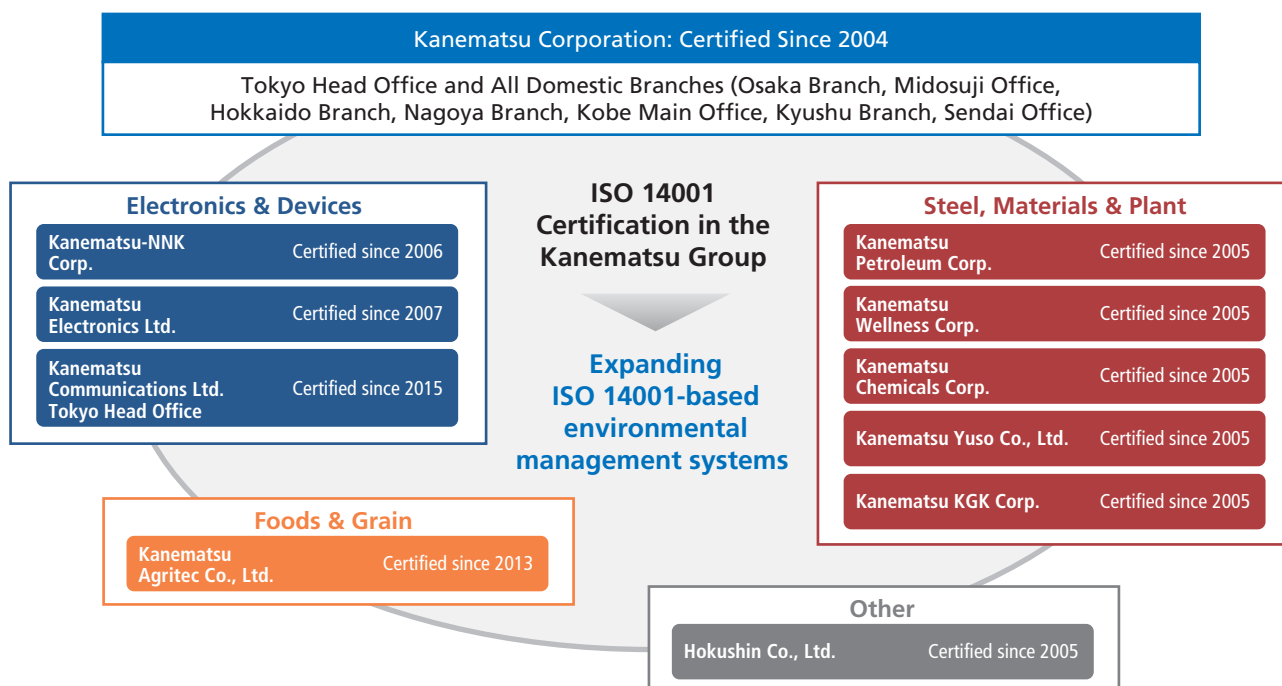 Kanematsu Corporation: Certified Since 2004
Tokyo Head Office and All Domestic Branches (Osaka Branch, Midosuji Office,
Hokkaido Branch, Nagoya Branch, Kobe Main Office, Kyushu Branch, Sendai Office)
ISO 14001
Certification in the
Kanematsu Group
Expanding
ISO 14001-based
environmental
management systems
Electronics & Devices
Kanematsu-NNK
Corp.
Certified since 2006
Kanematsu
Electronics Ltd.
Certified since 2007
Kanematsu
Communications Ltd.
Tokyo Head Office
Certified since 2015
Steel, Materials & Plant
Kanematsu
Petroleum Corp.
Certified since 2005
Kanematsu
Wellness Corp.
Certified since 2005
Kanematsu
Chemicals Corp.
Certified since 2005
Kanematsu Yuso Co., Ltd.
Certified since 2005
Kanematsu KGK Corp.
Certified since 2005
Foods & Grain
Kanematsu
Agritec Co., Ltd.
Certified since 2013
Other
Hokushin Co., Ltd.
Certified since 2005